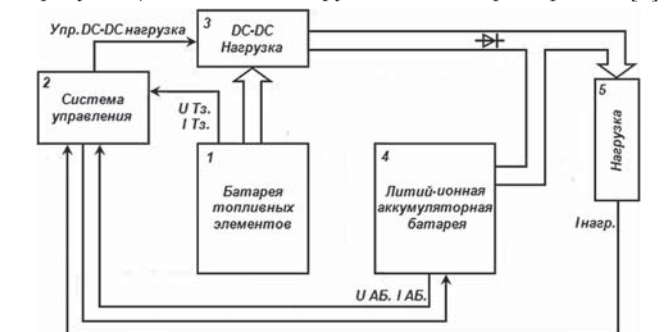 Упр. DC-DC нагрузка
3
DC-DC
Нагрузка
2
Система
управления
U Тэ.
I Тэ.
1
Батарея
топливных
элементов
4
Литий-ионная
аккумуляторная
батарея
5
Нагрузка
I нагр.
U АБ. I АБ.